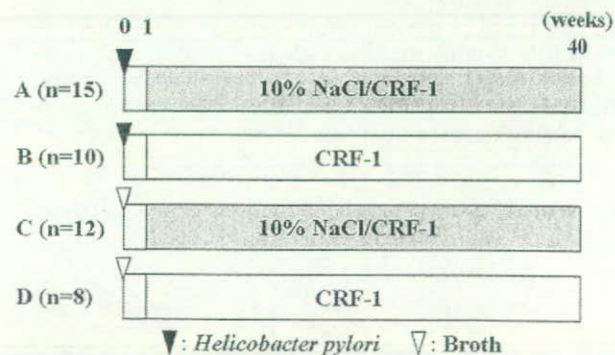 0 1 (weeks)
40
A (n=15) 10% NaCl/CRF-1
B (n=10) CRF-1
C (n=12) 10% NaCl/CRF-1
D (n=8) CRF-1
▼: Helicobacter pylori ▽: Broth